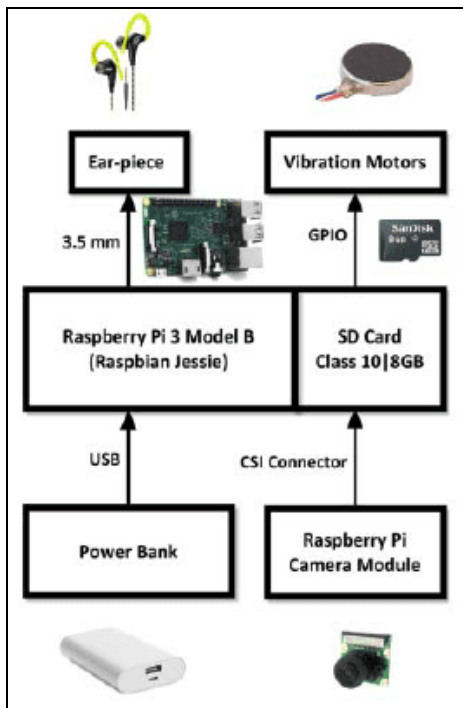 Ear-piece
Vibration Motors
3.5 mm
GPIO
SanDisk
Raspberry Pi 3 Model B
(Raspbian Jessie)
SD Card
Class 10|8GB
USB
CSI Connector
Power Bank
Raspberry Pi
Camera Module